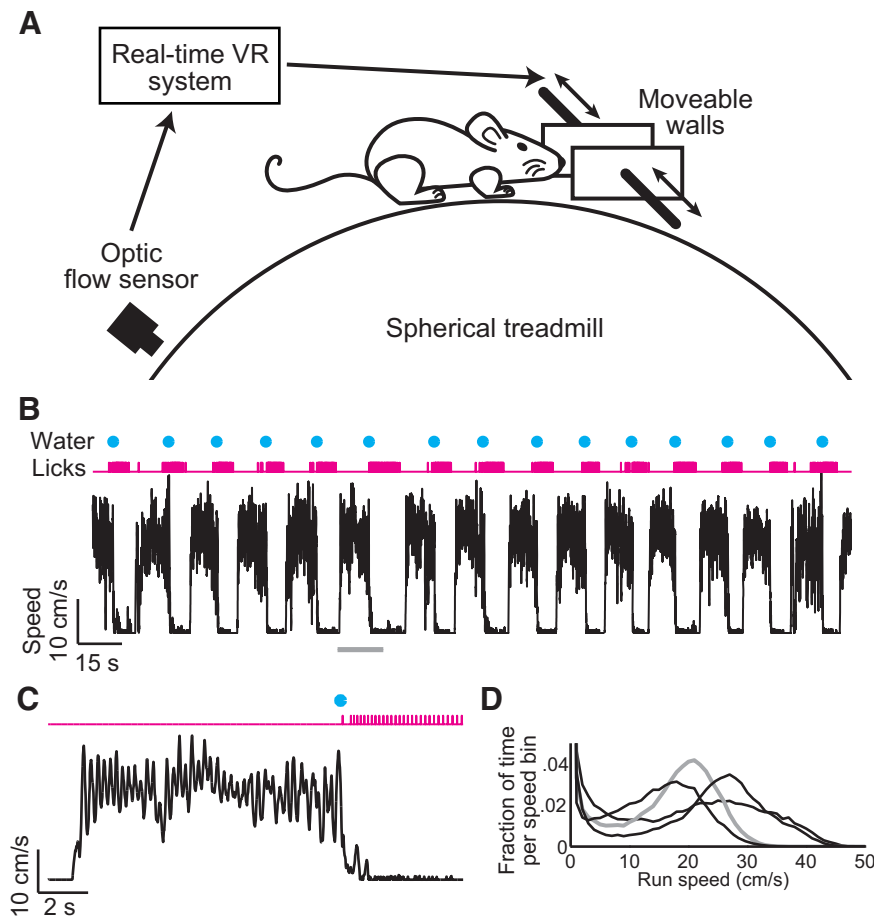 A
Real-time VR
system
Moveable
walls
Optic
flow sensor
Spherical treadmill
B
Water
Licks
Speed
10 cm/s
15 s
C
10 cm/s
2 s
D
Fraction of time
per speed bin
.04
.02
0
0 10 20 30 40 50
Run speed (cm/s)